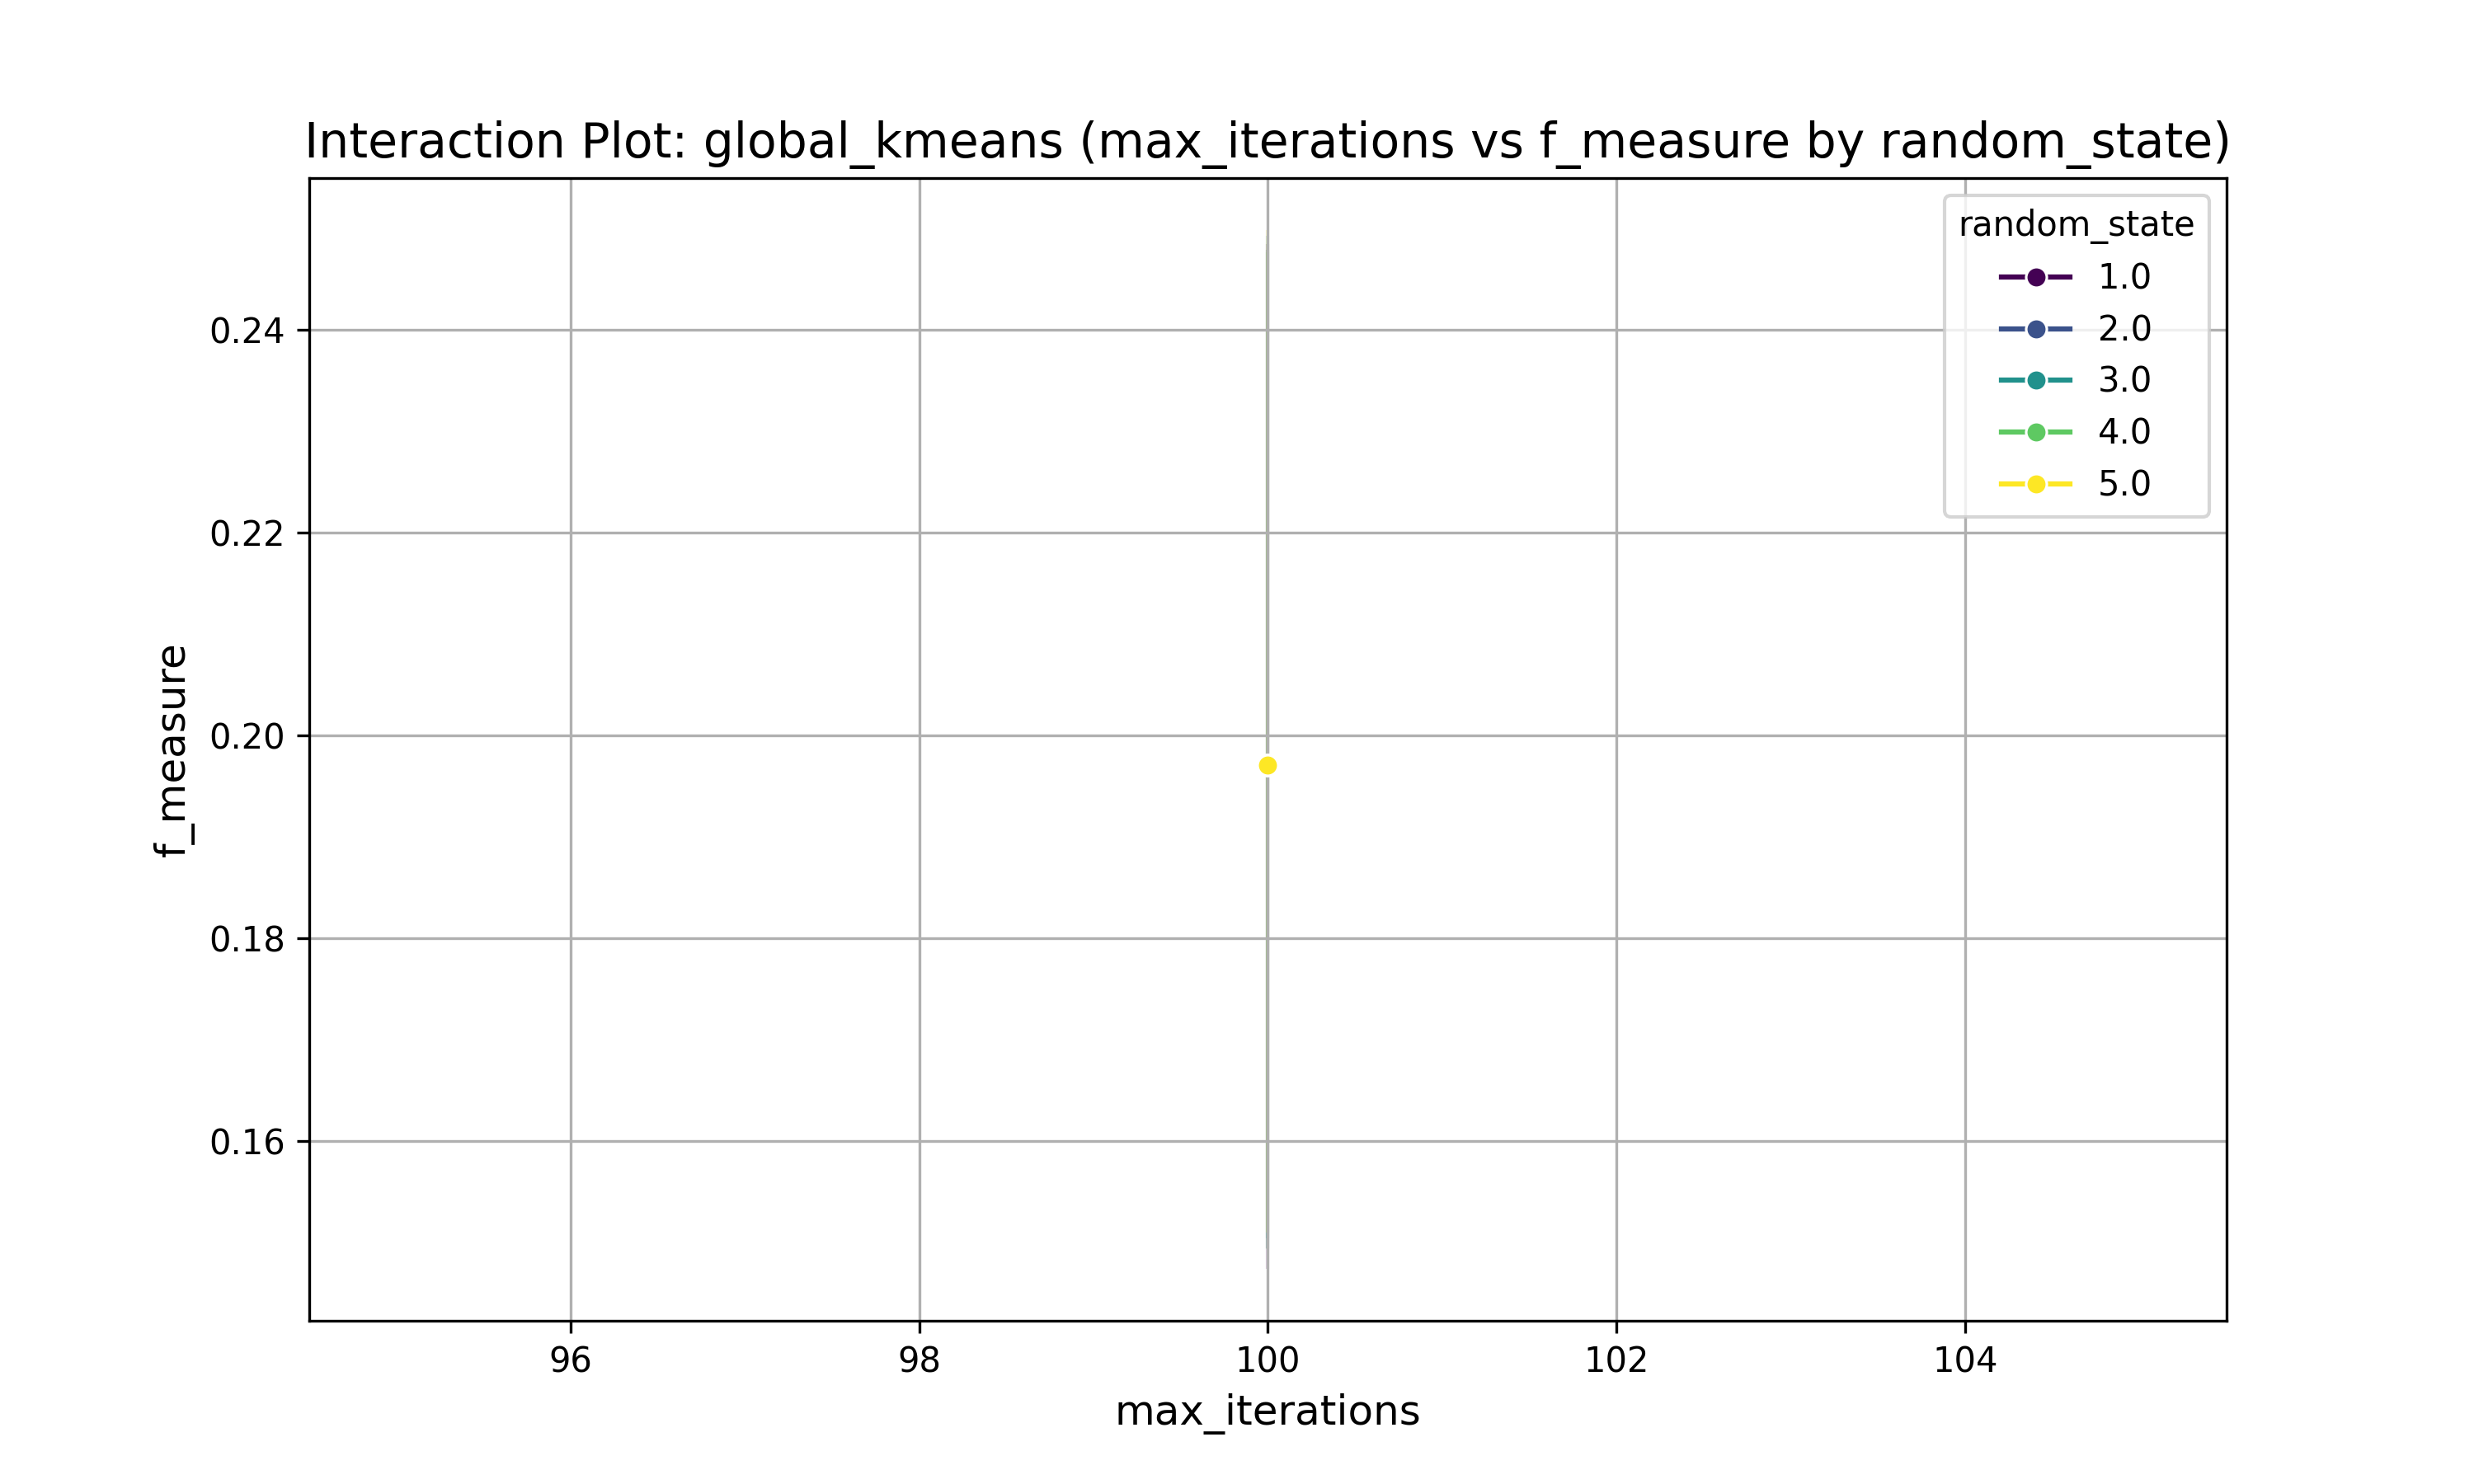 Interaction Plot: global_kmeans (max_iterations vs f_measure by random_state)
random_state
1.0
2.0
3.0
4.0
5.0
0.24
0.22
0.20
0.18
0.16
f_measure
96 98 100 102 104
max_iterations